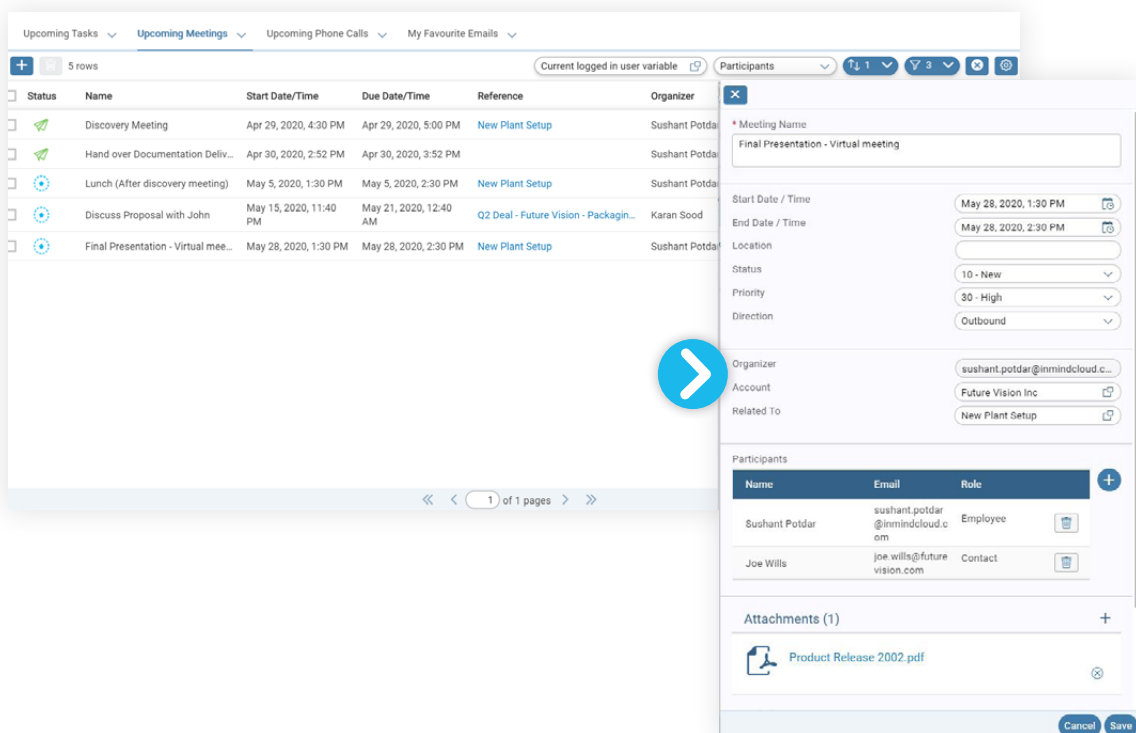 Upcoming Tasks Upcoming Meetings Upcoming Phone Calls My Favourite Emails
5 rows Current logged in user variable Participants 1 3
Status Name Start Date/Time Due Date/Time Reference Organizer
Discovery Meeting Apr 29, 2020, 4:30 PM Apr 29, 2020, 5:00 PM New Plant Setup Sushant Potda
Hand over Documentation Deliv... Apr 30, 2020, 2:52 PM Apr 30, 2020, 3:52 PM Sushant Potda
Lunch (After discovery meeting) May 5, 2020, 1:30 PM May 5, 2020, 2:30 PM New Plant Setup Sushant Potda
Discuss Proposal with John May 15, 2020, 11:40 PM May 21, 2020, 12:40 AM Q2 Deal - Future Vision - Packagin... Karan Sood
Final Presentation - Virtual mee... May 28, 2020, 1:30 PM May 28, 2020, 2:30 PM New Plant Setup Sushant Potda
1 of 1 pages
* Meeting Name
Final Presentation - Virtual meeting
Start Date / Time May 28, 2020, 1:30 PM
End Date / Time May 28, 2020, 2:30 PM
Location
Status 10 - New
Priority 30 - High
Direction Outbound
Organizer sushant.potdar@inmindcloud.c...
Account Future Vision Inc
Related To New Plant Setup
Participants
Name Email Role
Sushant Potdar sushant.potdar@inmindcloud.com Employee
Joe Wills joe.wills@futurevision.com Contact
Attachments (1)
Product Release 2002.pdf
Cancel Save